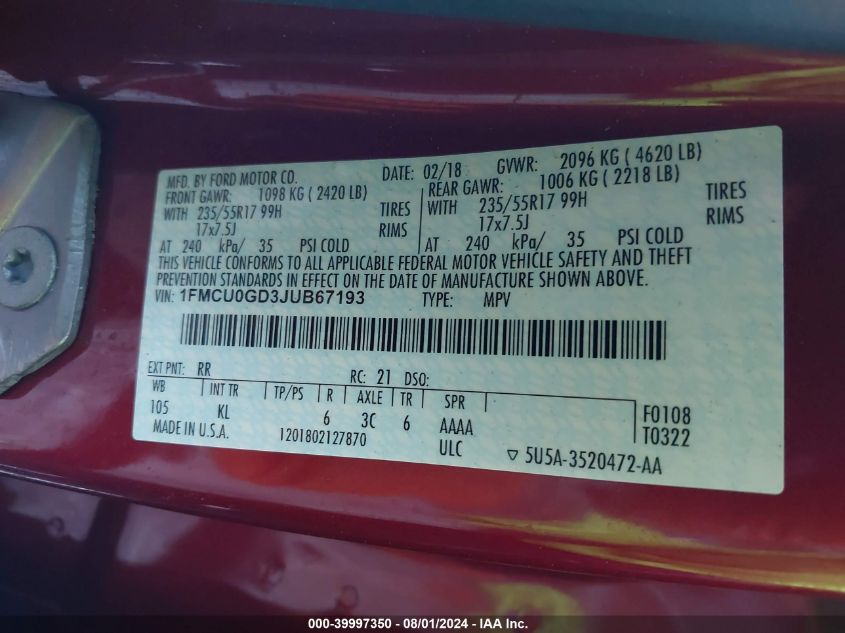 MFD. BY FORD MOTOR CO. DATE: 02/18 GVWR: 2096 KG ( 4620 LB)
FRONT GAWR: 1098 KG ( 2420 LB) REAR GAWR: 1006 KG ( 2218 LB)
WITH 235/55R17 99H TIRES WITH 235/55R17 99H TIRES
17x7.5J RIMS 17x7.5J RIMS
AT 240 kPa/ 35 PSI COLD AT 240 kPa/ 35 PSI COLD
THIS VEHICLE CONFORMS TO ALL APPLICABLE FEDERAL MOTOR VEHICLE SAFETY AND THEFT
PREVENTION STANDARDS IN EFFECT ON THE DATE OF MANUFACTURE SHOWN ABOVE.
VIN: 1FMCU0GD3JUB67193 TYPE: MPV
EXT PNT: RR RC: 21 DSO:
WB INT TR TP/PS R AXLE TR SPR
105 KL 6 3C 6 AAAA F0108
MADE IN U.S.A. 1201802127870 ULC T0322
▽ 5U5A-3520472-AA
000-39997350 - 08/01/2024 - IAA Inc.